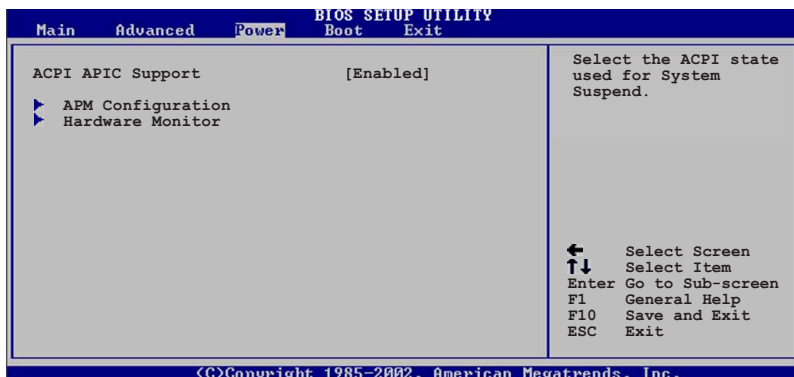 BIOS SETUP UTILITY
Main Advanced Power Boot Exit
ACPI APIC Support [Enabled]
APM Configuration
Hardware Monitor
Select the ACPI state
used for System
Suspend.
← Select Screen
↑↓ Select Item
Enter Go to Sub-screen
F1 General Help
F10 Save and Exit
ESC Exit
(C)Copyright 1985-2002, American Megatrends, Inc.